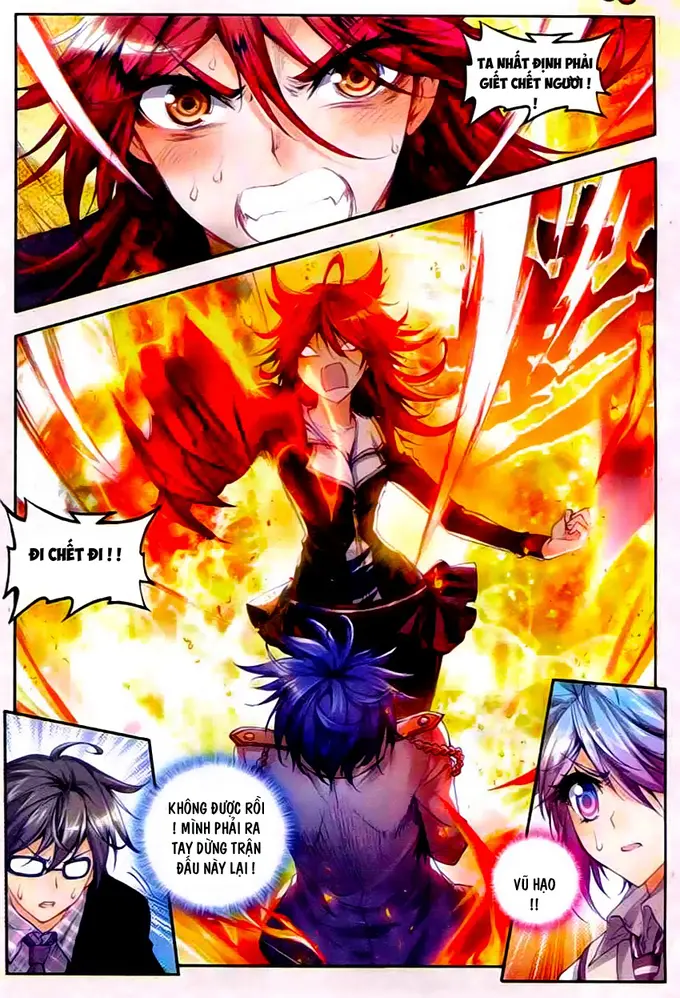 TA NHẤT ĐỊNH PHẢI
GIẾT CHẾT NGƯỜI !
!
ĐI CHẾT ĐI ! !
KHÔNG ĐƯỢC RỒI
! MÌNH PHẢI RA
TAY DỪNG TRẬN
ĐẤU NÀY LẠI !
VŨ HẠO
!!